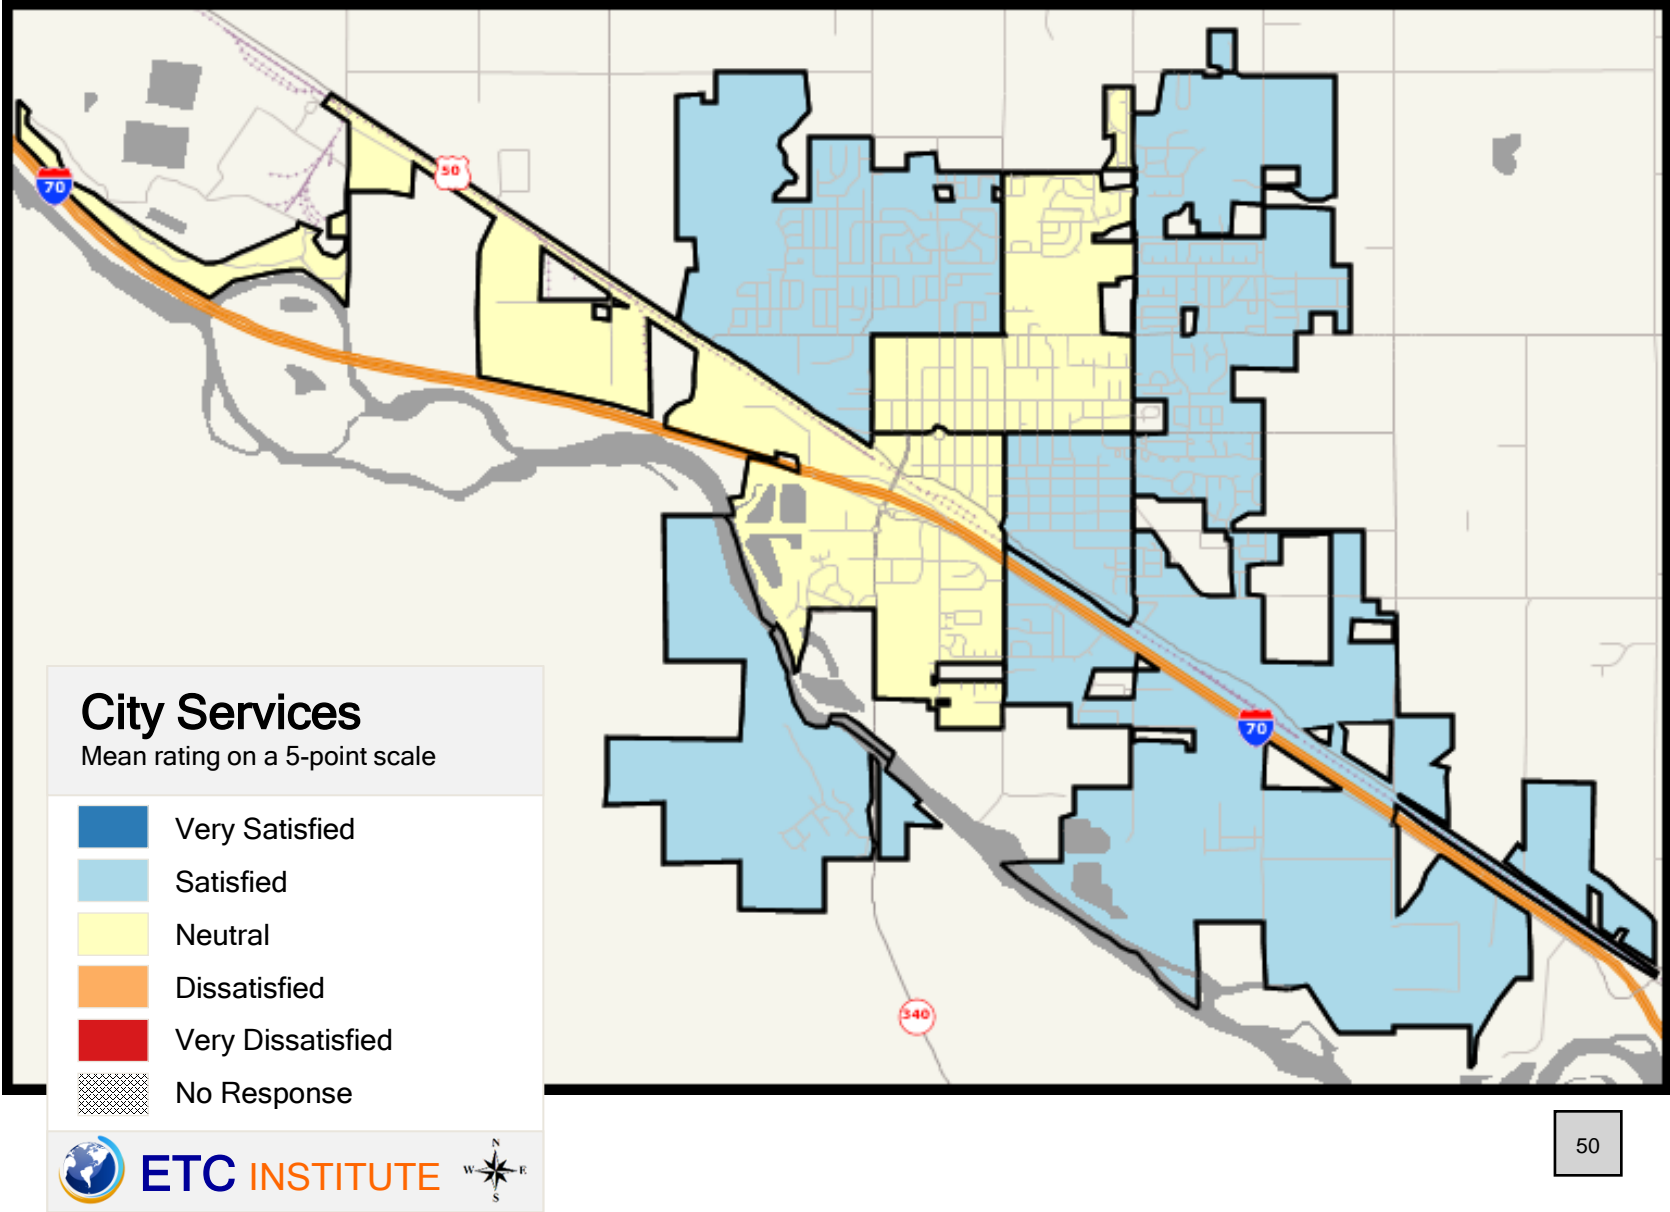 50
70
70
340
City Services
Mean rating on a 5-point scale
Very Satisfied
Satisfied
Neutral
Dissatisfied
Very Dissatisfied
No Response
ETC INSTITUTE
N
W E
S
50